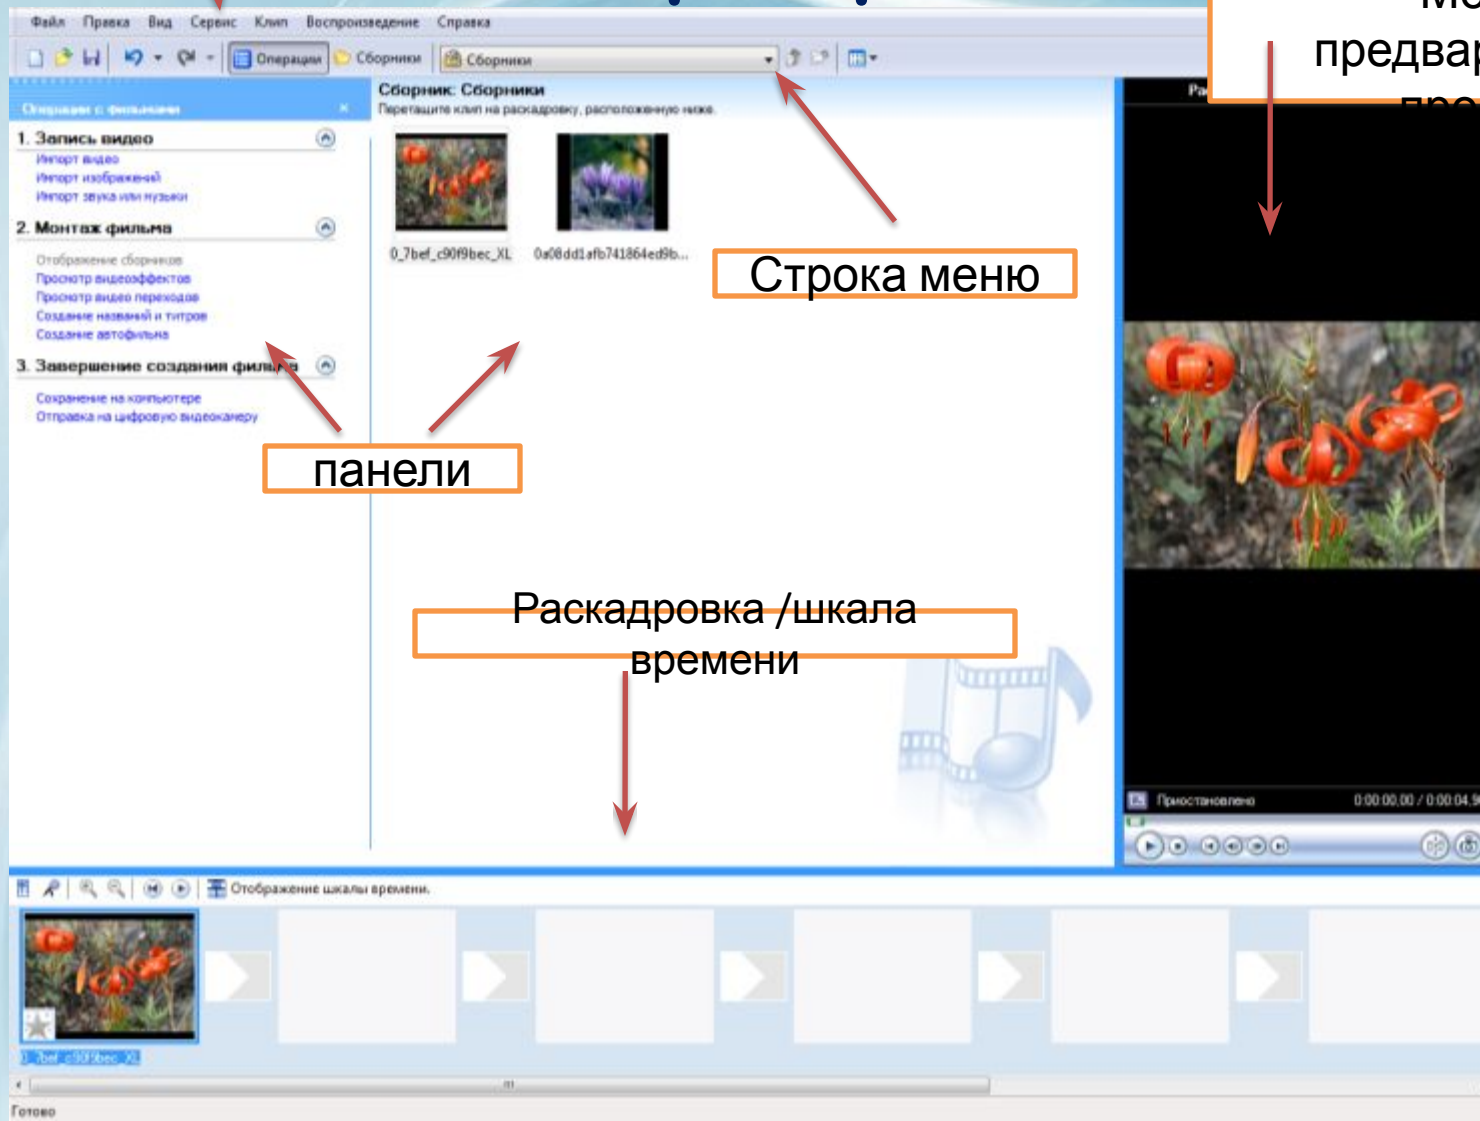 Файл Правка Вид Сервис Клип Воспроизведение Справка
Операции Сборники Сборники
предвар
Операции с фильмами
Сборник: Сборники
Перетащите клип на раскадровку, расположенную ниже.
1. Запись видео
Импорт видео
Импорт изображений
Импорт звука или музыки
2. Монтаж фильма
Отображение сборников
Просмотр видеоэффектов
Просмотр видео переходов
Создание названий и титров
Создание автофильма
3. Завершение создания фильма
Сохранение на компьютере
Отправка на цифровую видеокамеру
0_7bef_c90f9bec_XL 0a08dd1afb741864ed9b...
Строка меню
панели
Раскадровка /шкала
времени
Приостановлено 0:00:00,00 / 0:00:04,9
Отображение шкалы времени.
0_7bef_c90f9bec_XL
Готово